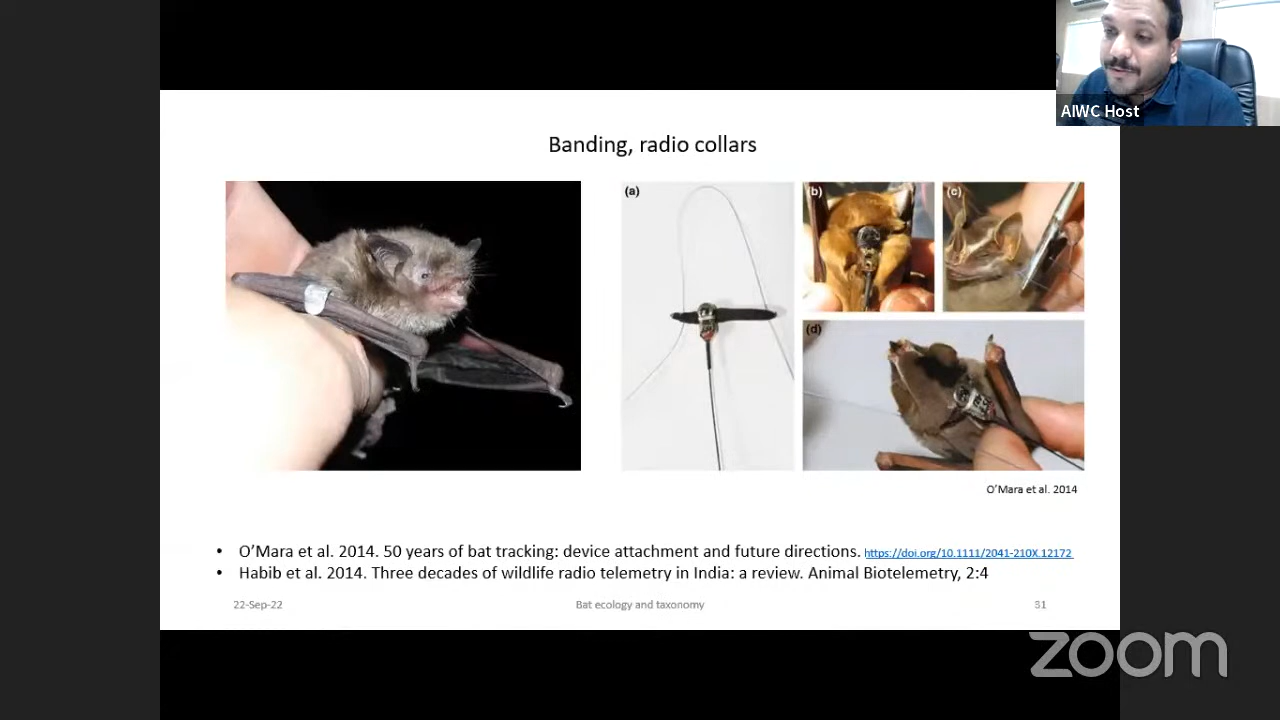 AIWC Host
Banding, radio collars
(a)
(b)
(c)
(d)
O'Mara et al. 2014
• O'Mara et al. 2014. 50 years of bat tracking: device attachment and future directions. https://doi.org/10.1111/2041-210X.12172
• Habib et al. 2014. Three decades of wildlife radio telemetry in India: a review. Animal Biotelemetry, 2:4
22-Sep-22
Bat ecology and taxonomy
31
zoom